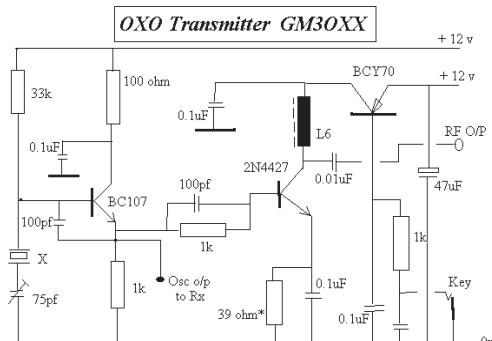 OXO Transmitter GM3OXX
+ 12 v
BCY70
+ 12 v
33k
100 ohm
0.1uF
L6
RF O/P
0.1uF
2N4427
0.01uF
47uF
BC107
100pf
100pf
1k
1k
X
Osc o/p
to Rx
Key
75pf
1k
0.1uF
39 ohm*
0.1uF